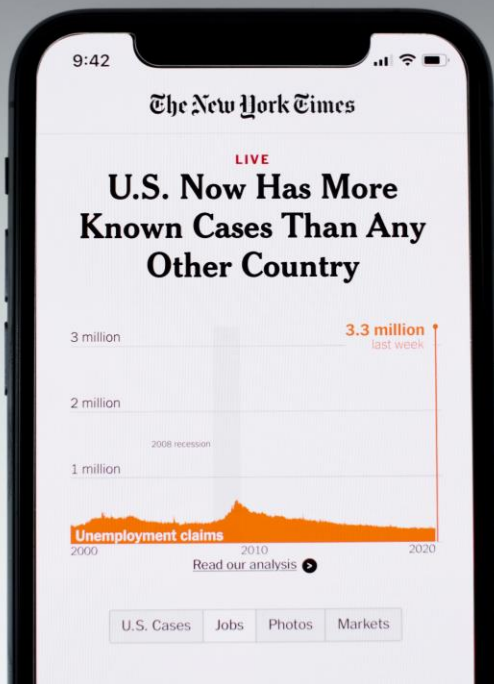 9:42
The New York Times
LIVE
U.S. Now Has More
Known Cases Than Any
Other Country
3.3 million
last week
3 million
2 million
2008 recession
1 million
Unemployment claims
2000 2010 2020
Read our analysis
U.S. Cases Jobs Photos Markets